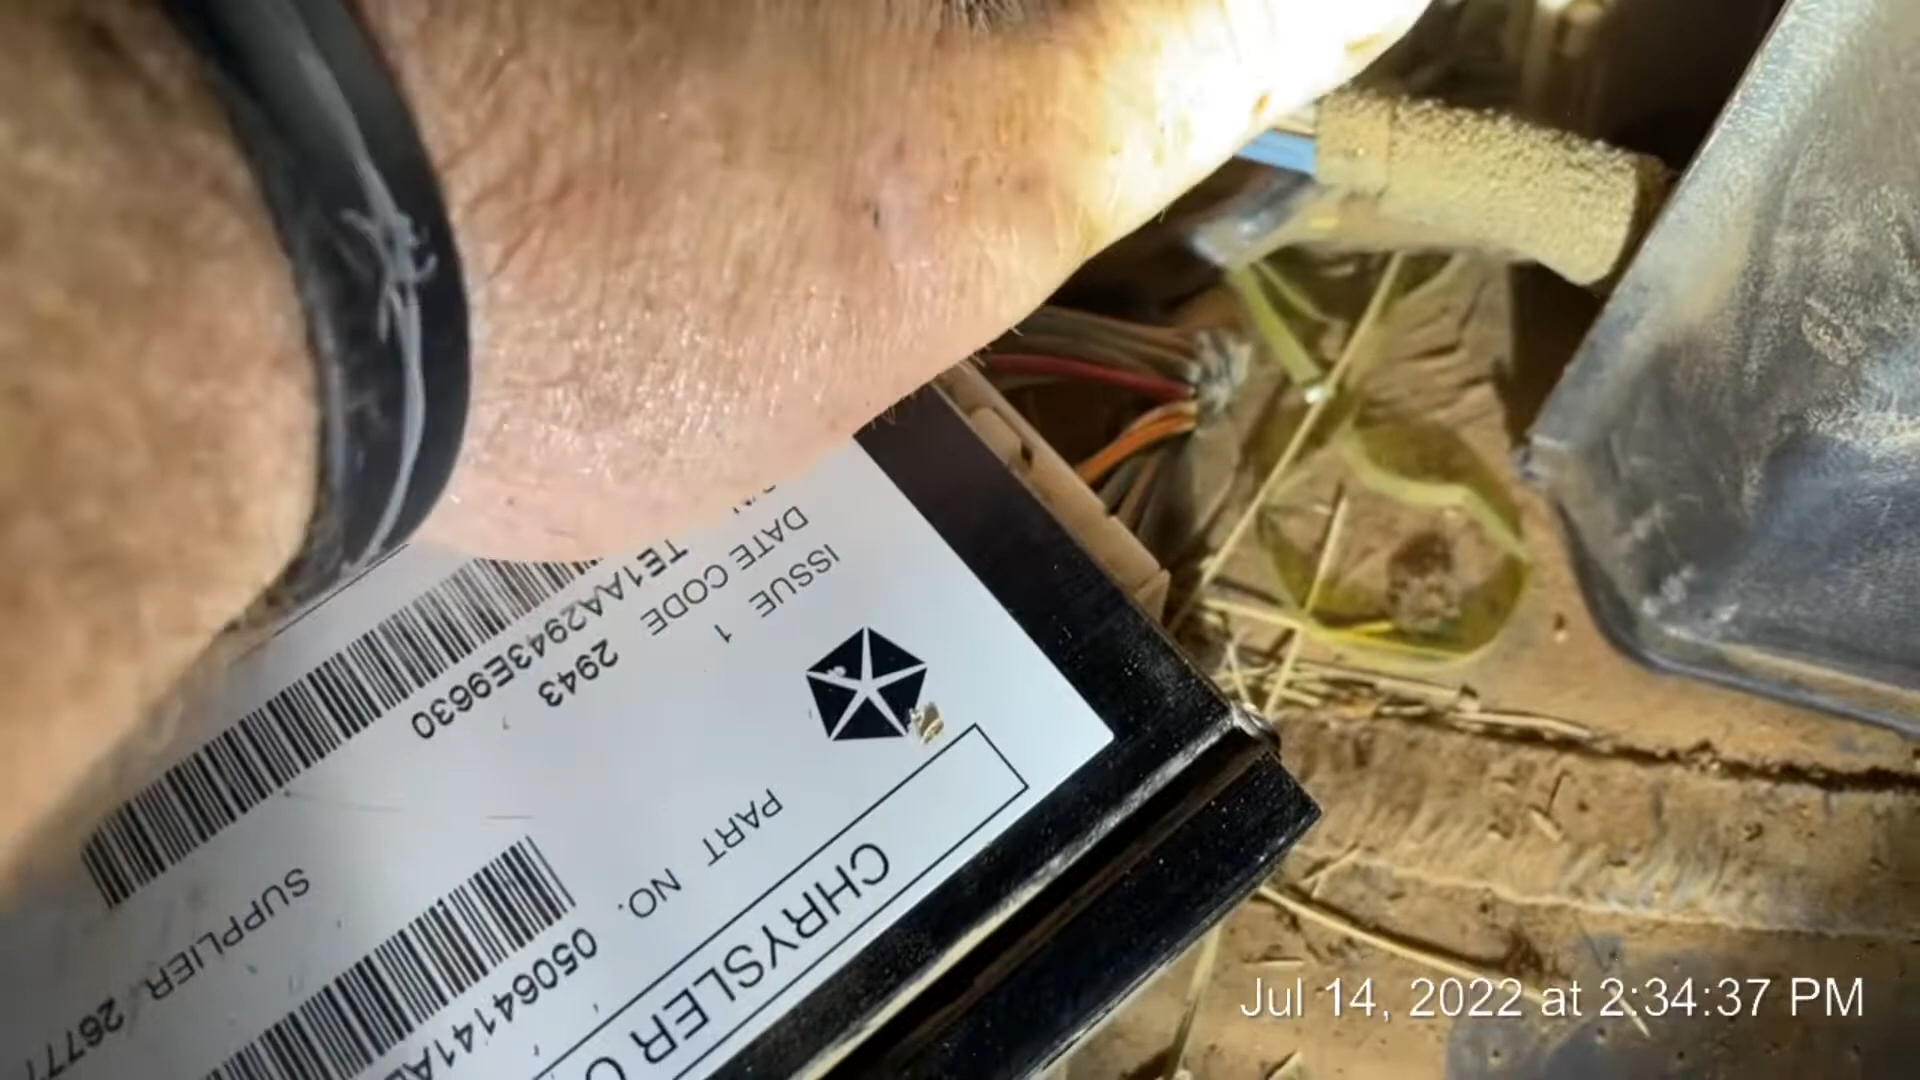 CHRYSLER
PART NO.
05064141A
ISSUE 1
DATE CODE 2943
TE1AA2943E9630
SUPPLIER 2677
Jul 14, 2022 at 2:34:37 PM